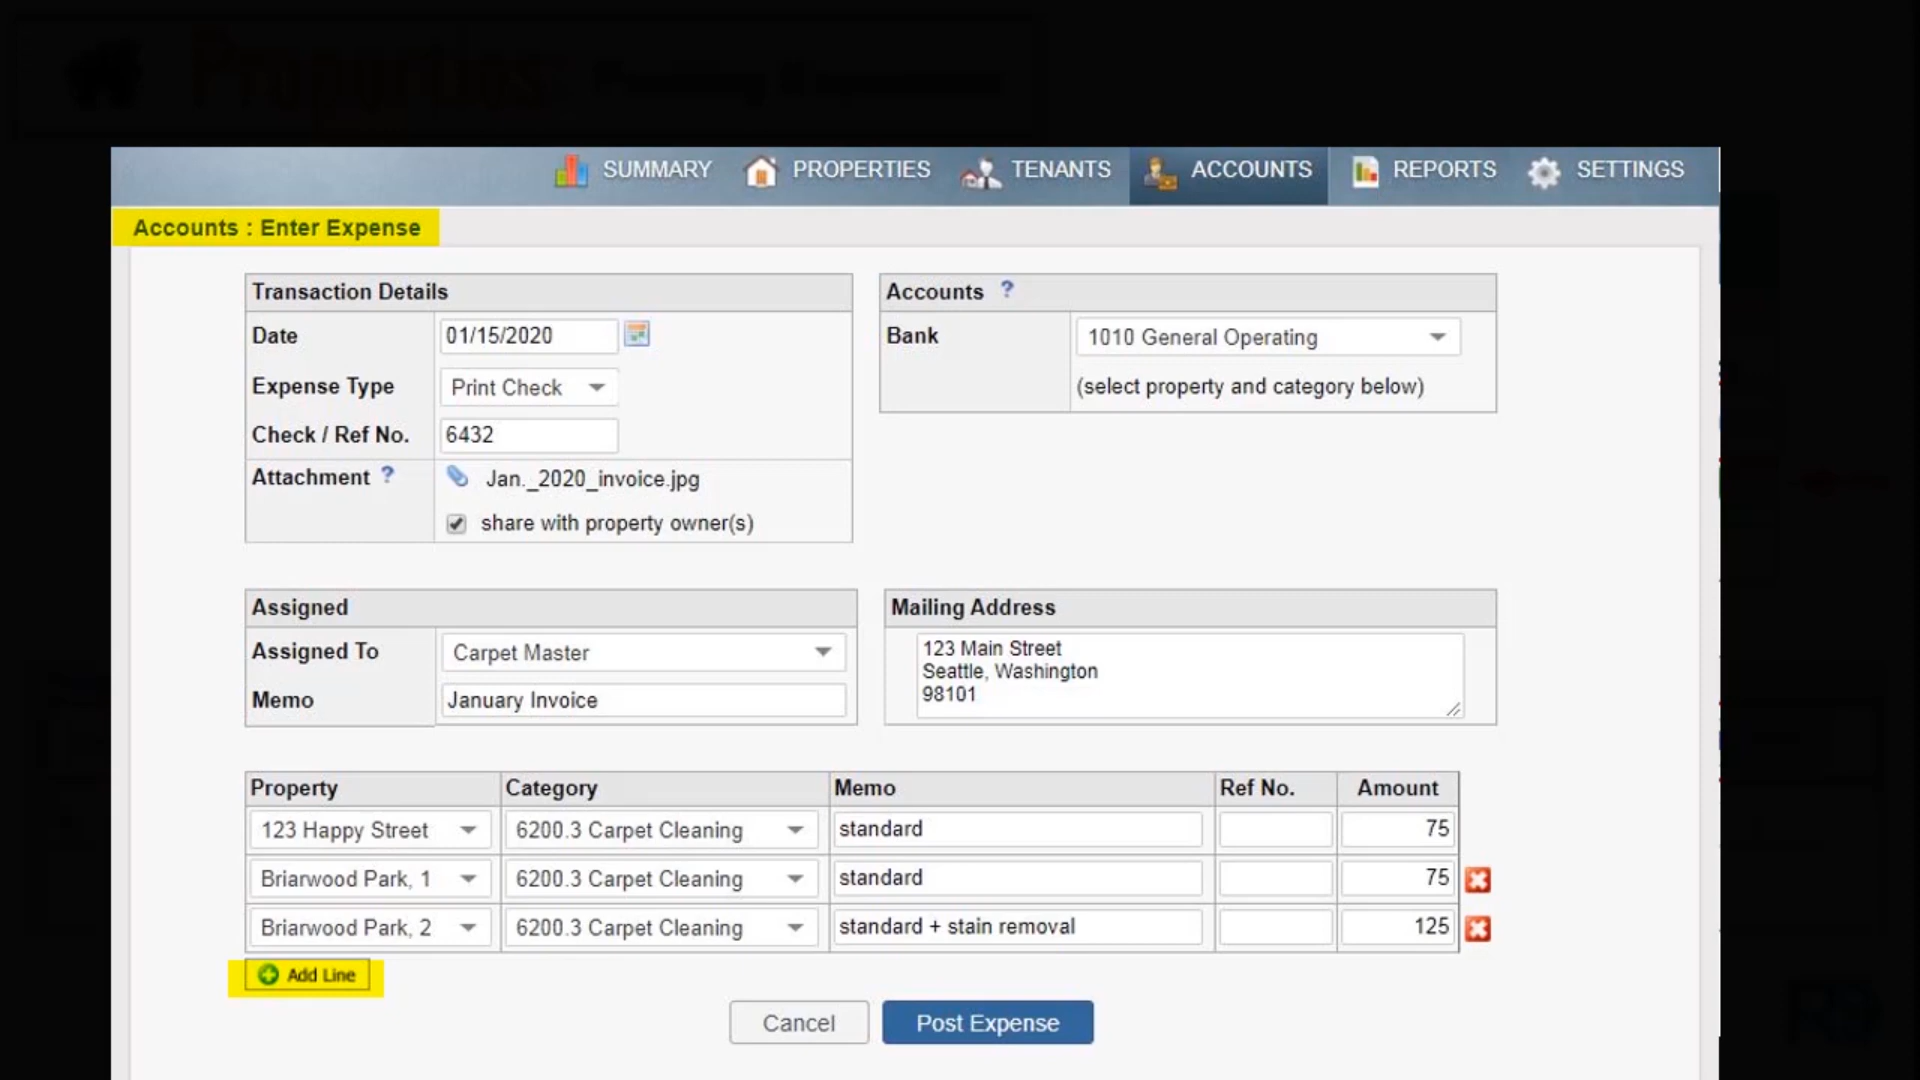 Properties
SUMMARY PROPERTIES TENANTS ACCOUNTS REPORTS SETTINGS
Accounts : Enter Expense
Transaction Details
Date 01/15/2020
Expense Type Print Check
Check / Ref No. 6432
Attachment ? Jan._2020_invoice.jpg
share with property owner(s)
Accounts ?
Bank 1010 General Operating
(select property and category below)
Assigned
Assigned To Carpet Master
Memo January Invoice
Mailing Address
123 Main Street
Seattle, Washington
98101
Property Category Memo Ref No. Amount
123 Happy Street 6200.3 Carpet Cleaning standard 75
Briarwood Park, 1 6200.3 Carpet Cleaning standard 75
Briarwood Park, 2 6200.3 Carpet Cleaning standard + stain removal 125
Add Line
Cancel Post Expense